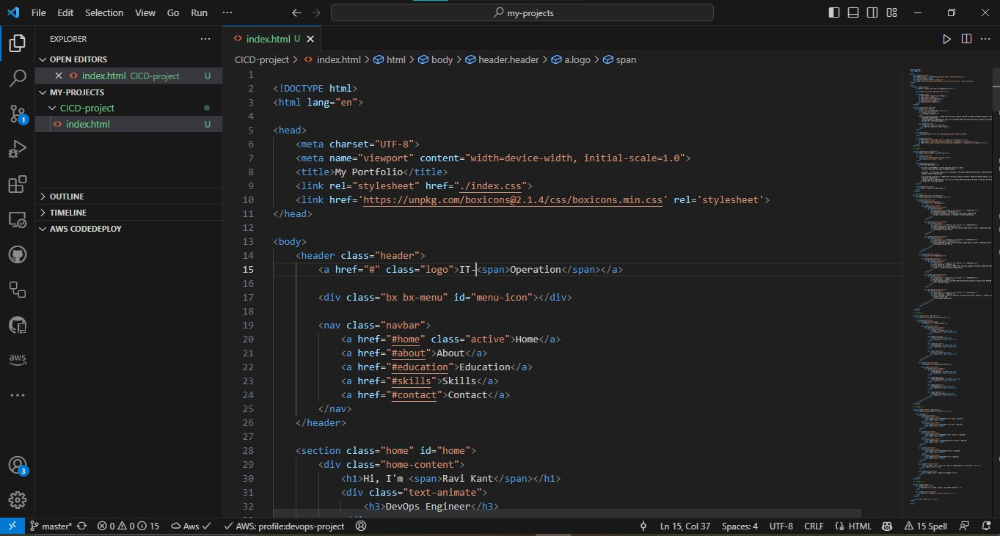 File Edit Selection View Go Run ··· my-projects
EXPLORER ···
OPEN EDITORS
index.html CICD-project U
MY-PROJECTS
CICD-project
index.html U
OUTLINE
TIMELINE
AWS CODEDEPLOY
1
aws
3
index.html U
CICD-project > index.html > html > body > header.header > a.logo > span
1
2 <!DOCTYPE html>
3 <html lang="en">
4
5 <head>
6 <meta charset="UTF-8">
7 <meta name="viewport" content="width=device-width, initial-scale=1.0">
8 <title>My Portfolio</title>
9 <link rel="stylesheet" href="./index.css">
10 <link href='https://unpkg.com/boxicons@2.1.4/css/boxicons.min.css' rel='stylesheet'>
11 </head>
12
13 <body>
14 <header class="header">
15 <a href="#" class="logo">IT-<span>Operation</span></a>
16
17 <div class="bx bx-menu" id="menu-icon"></div>
18
19 <nav class="navbar">
20 <a href="#home" class="active">Home</a>
21 <a href="#about">About</a>
22 <a href="#education">Education</a>
23 <a href="#skills">Skills</a>
24 <a href="#contact">Contact</a>
25 </nav>
26 </header>
27
28 <section class="home" id="home">
29 <div class="home-content">
30 <h1>Hi, I'm <span>Ravi Kant</span></h1>
31 <div class="text-animate">
32 <h3>DevOps Engineer</h3>
master* 0 0 15 Aws AWS: profile:devops-project Ln 15, Col 37 Spaces: 4 UTF-8 CRLF HTML 15 Spell